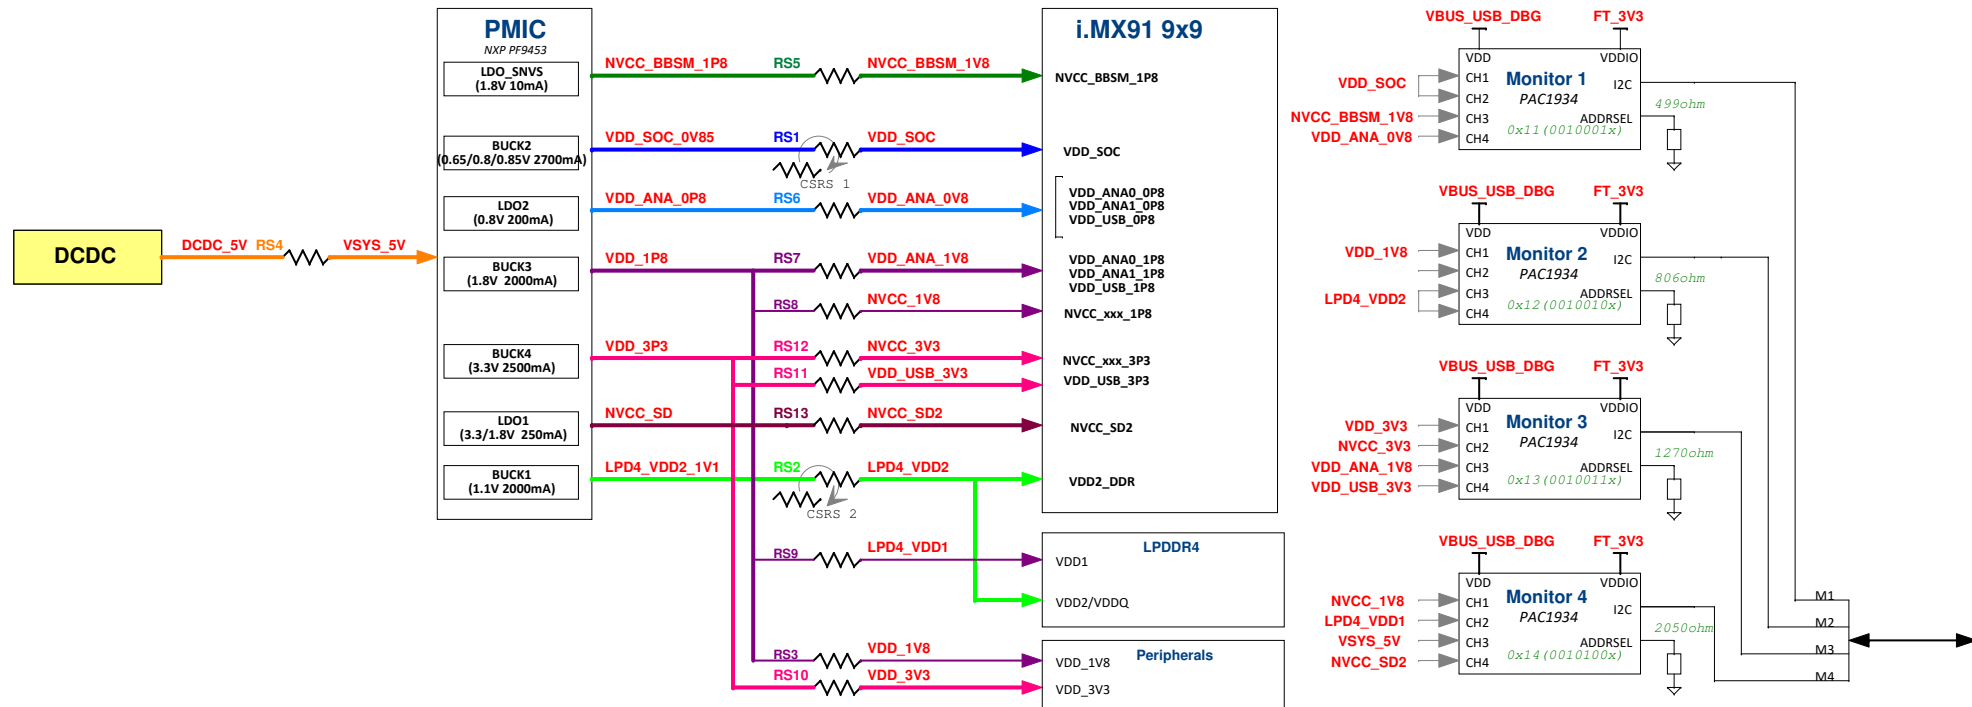 DCDC
DCDC_5V RS4 VSYS_5V
PMIC
NXP PF9453
LDO_SNVS
(1.8V 10mA)
BUCK2
(0.65/0.8/0.85V 2700mA)
LDO2
(0.8V 200mA)
BUCK3
(1.8V 2000mA)
BUCK4
(3.3V 2500mA)
LDO1
(3.3/1.8V 250mA)
BUCK1
(1.1V 2000mA)
NVCC_BBSM_1P8 RS5 NVCC_BBSM_1V8
VDD_SOC_0V85 RS1 VDD_SOC
CSRS 1
VDD_ANA_0P8 RS6 VDD_ANA_0V8
VDD_1P8 RS7 VDD_ANA_1V8
RS8 NVCC_1V8
VDD_3P3 RS12 NVCC_3V3
RS11 VDD_USB_3V3
NVCC_SD RS13 NVCC_SD2
LPD4_VDD2_1V1 RS2 LPD4_VDD2
CSRS 2
RS9 LPD4_VDD1
RS3 VDD_1V8
RS10 VDD_3V3
i.MX91 9x9
NVCC_BBSM_1P8
VDD_SOC
VDD_ANA0_0P8
VDD_ANA1_0P8
VDD_USB_0P8
VDD_ANA0_1P8
VDD_ANA1_1P8
VDD_USB_1P8
NVCC_xxx_1P8
NVCC_xxx_3P3
VDD_USB_3P3
NVCC_SD2
VDD2_DDR
LPDDR4
VDD1
VDD2/VDDQ
Peripherals
VDD_1V8
VDD_3V3
VBUS_USB_DBG FT_3V3
VDD VDDIO
VDD_SOC CH1 Monitor 1 I2C
CH2 PAC1934
499ohm
NVCC_BBSM_1V8 CH3 ADDRSEL
VDD_ANA_0V8 CH4 0x11(0010001x)
VBUS_USB_DBG FT_3V3
VDD VDDIO
VDD_1V8 CH1 Monitor 2 I2C
CH2 PAC1934
806ohm
LPD4_VDD2 CH3 ADDRSEL
CH4 0x12(0010010x)
VBUS_USB_DBG FT_3V3
VDD VDDIO
VDD_3V3 CH1 Monitor 3 I2C
NVCC_3V3 CH2 PAC1934
1270ohm
VDD_ANA_1V8 CH3 ADDRSEL
VDD_USB_3V3 CH4 0x13(0010011x)
VBUS_USB_DBG FT_3V3
VDD VDDIO
NVCC_1V8 CH1 Monitor 4 I2C
LPD4_VDD1 CH2 PAC1934
2050ohm
VSYS_5V CH3 ADDRSEL
NVCC_SD2 CH4 0x14(0010100x)
M1
M2
M3
M4